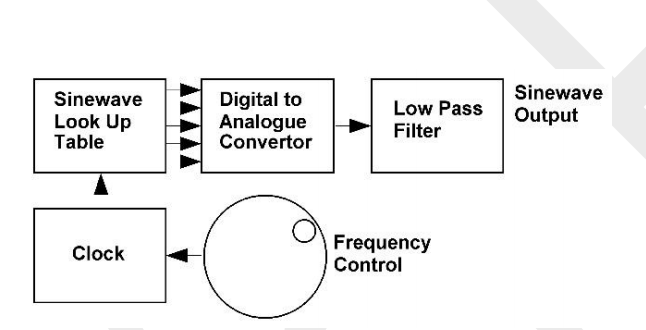 Sinewave
Look Up
Table
Digital to
Analogue
Convertor
Low Pass
Filter
Sinewave
Output
Clock
Frequency
Control